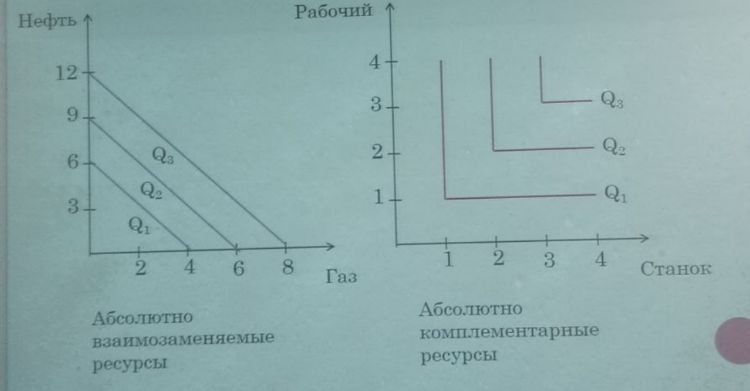 Нефть
12
9
6
3
Q₃
Q₂
Q₁
2 4 6 8
Газ
Абсолютно
взаимозаменяемые
ресурсы
Рабочий
4
3
2
1
Q₃
Q₂
Q₁
1 2 3 4
Станок
Абсолютно
комплементарные
ресурсы